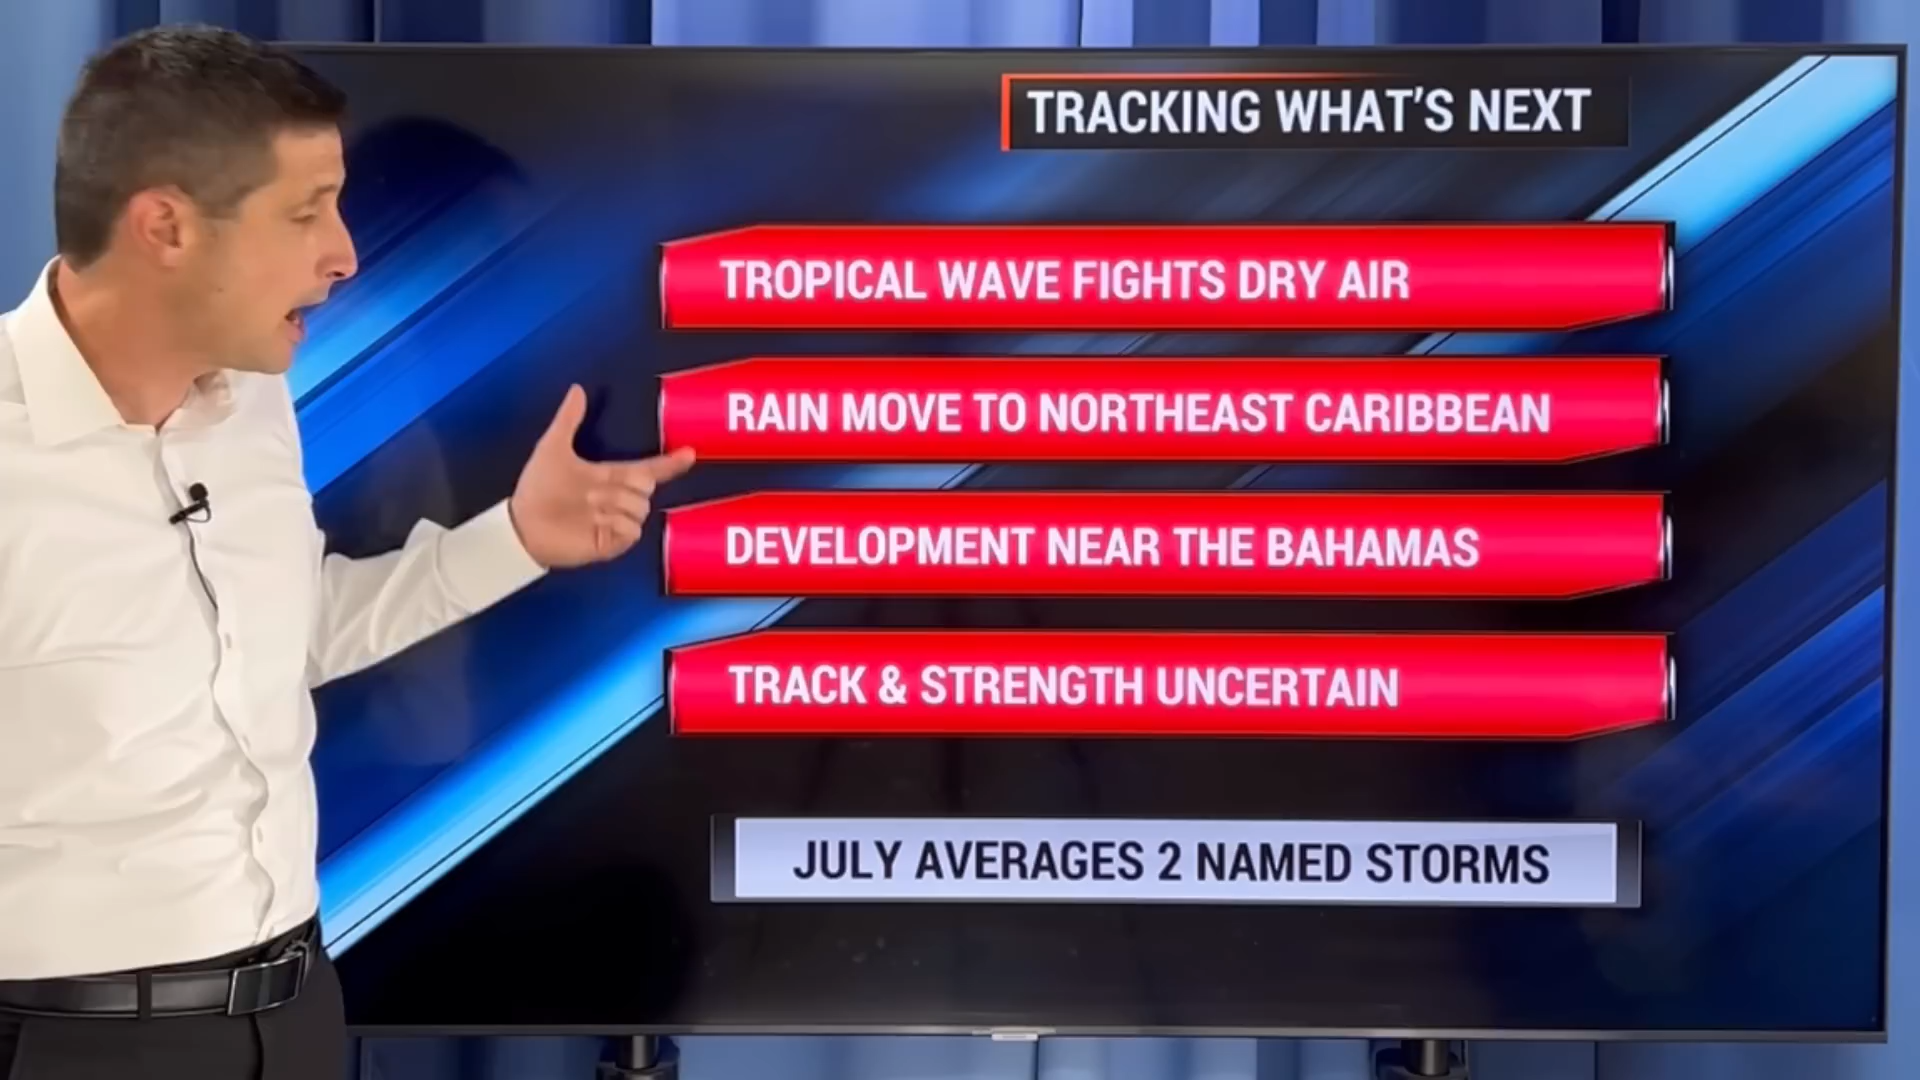 TRACKING WHAT'S NEXT
TROPICAL WAVE FIGHTS DRY AIR
RAIN MOVE TO NORTHEAST CARIBBEAN
DEVELOPMENT NEAR THE BAHAMAS
TRACK & STRENGTH UNCERTAIN
JULY AVERAGES 2 NAMED STORMS